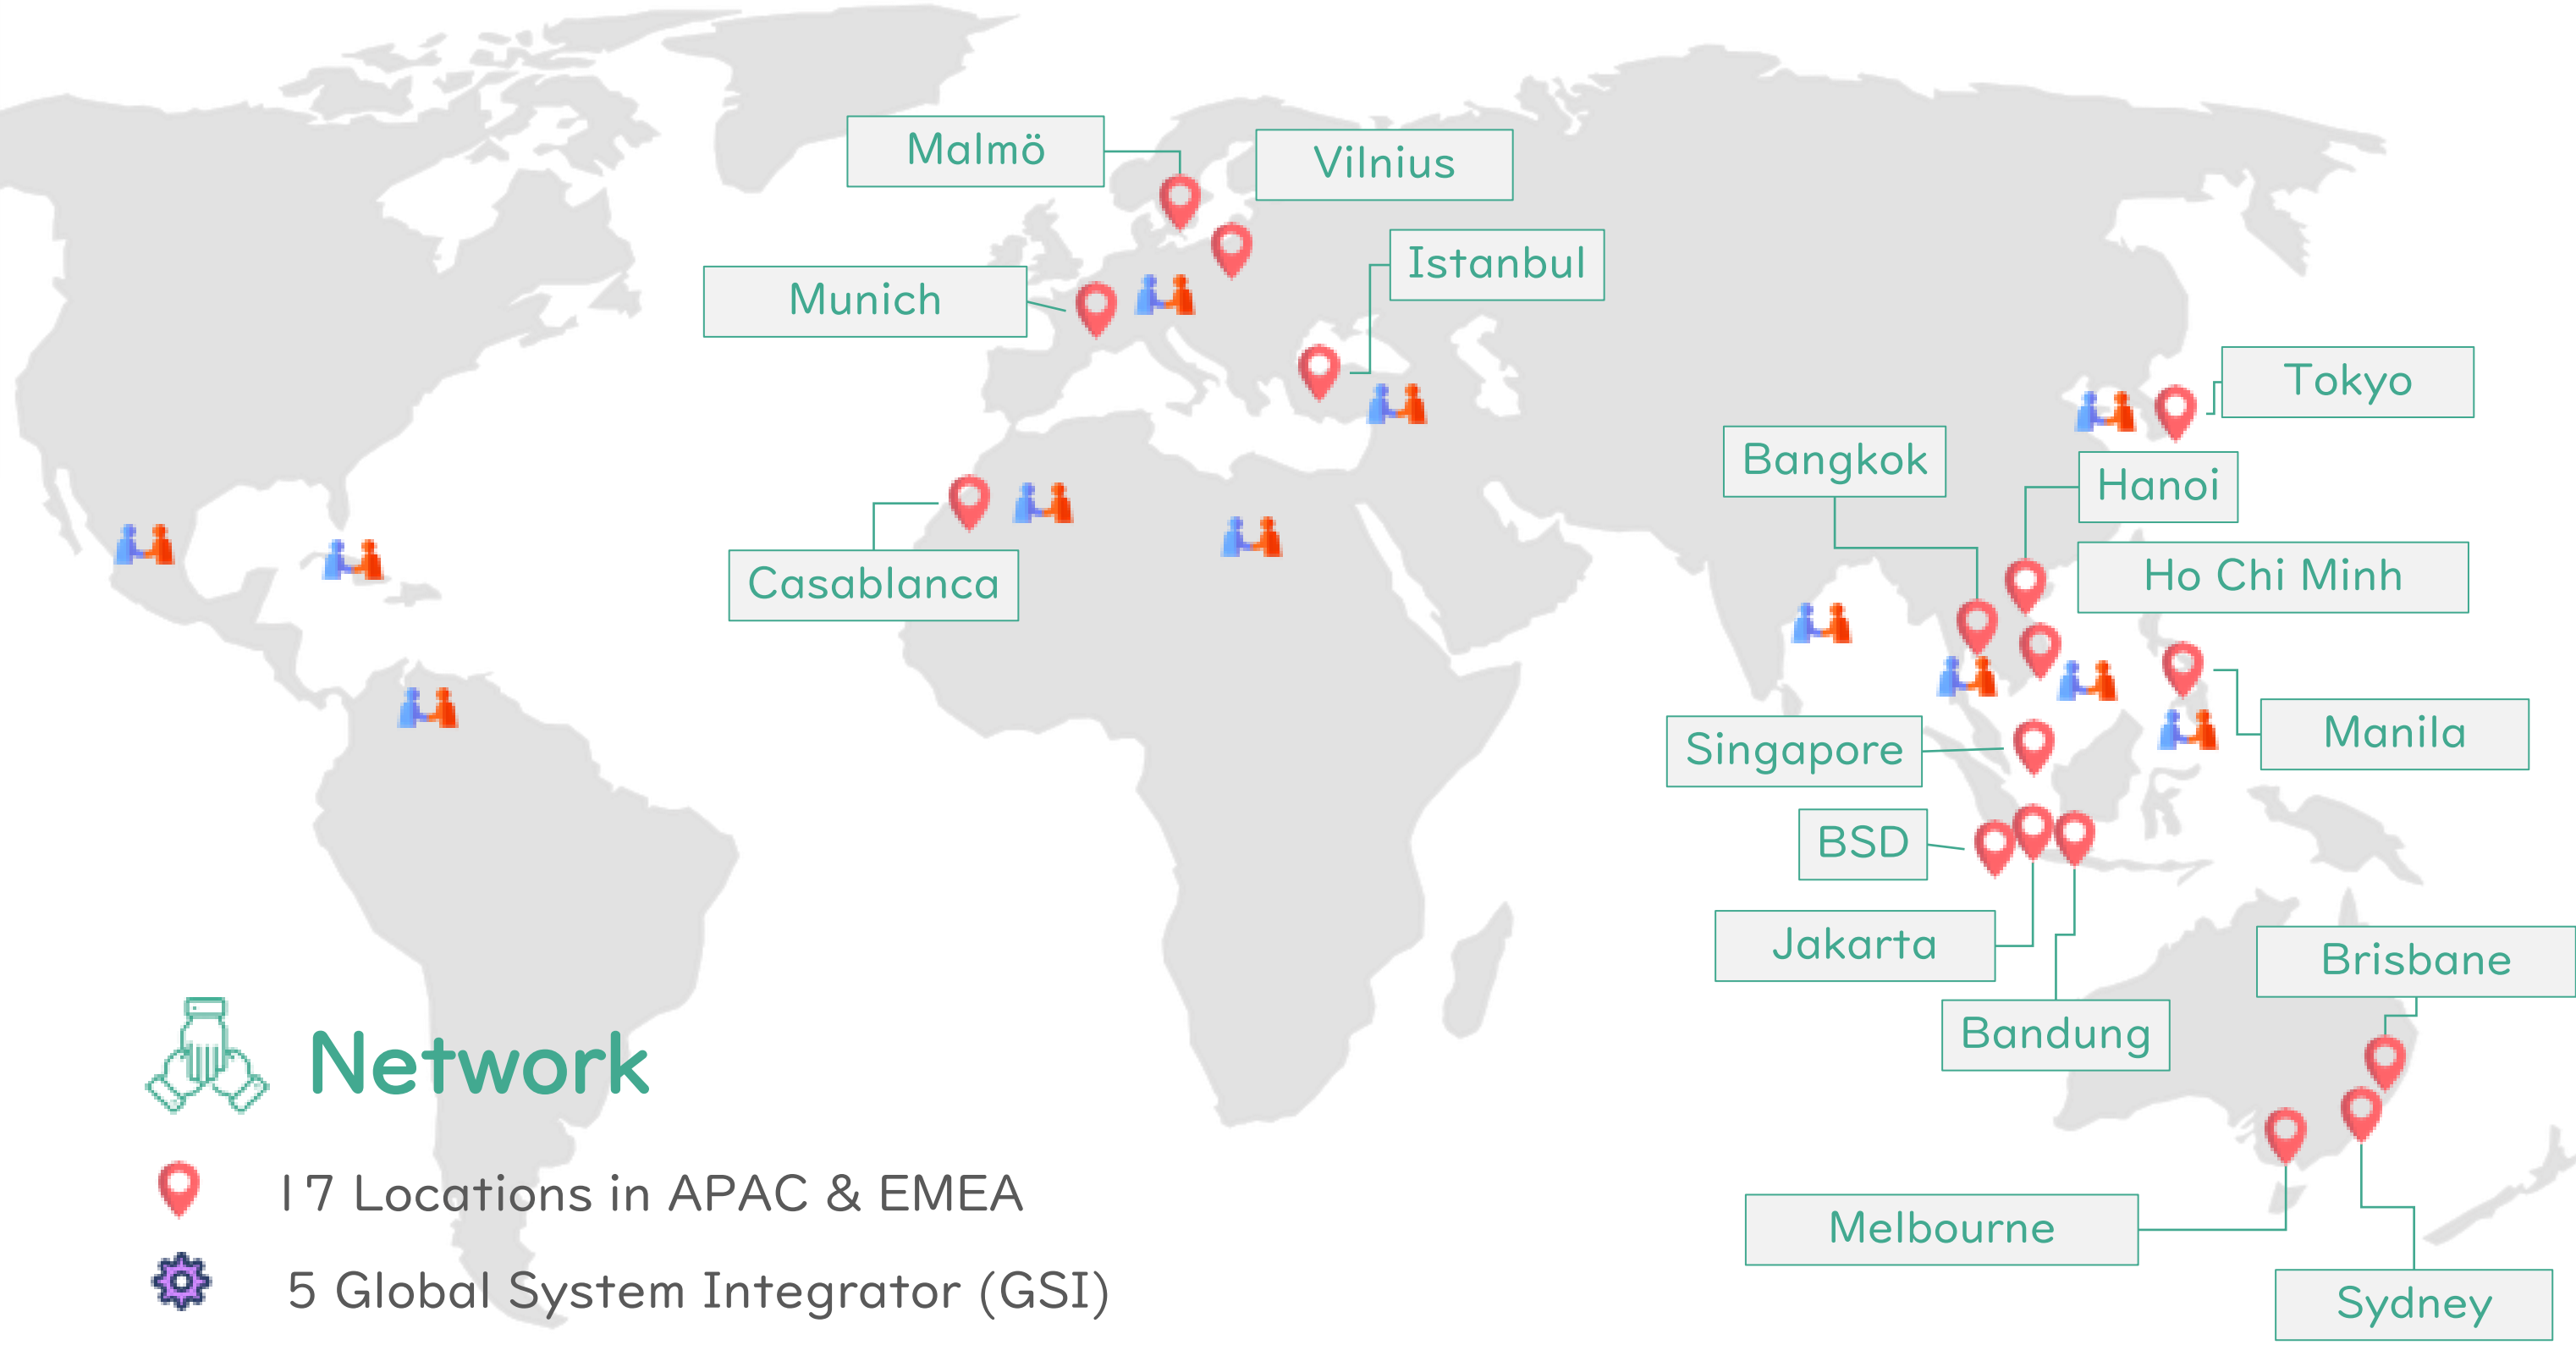 Malmö
Vilnius
Istanbul
Munich
Tokyo
Bangkok
Hanoi
Casablanca
Ho Chi Minh
Manila
Singapore
BSD
Jakarta
Brisbane
Bandung
Network
17 Locations in APAC & EMEA
Melbourne
5 Global System Integrator (GSI)
Sydney